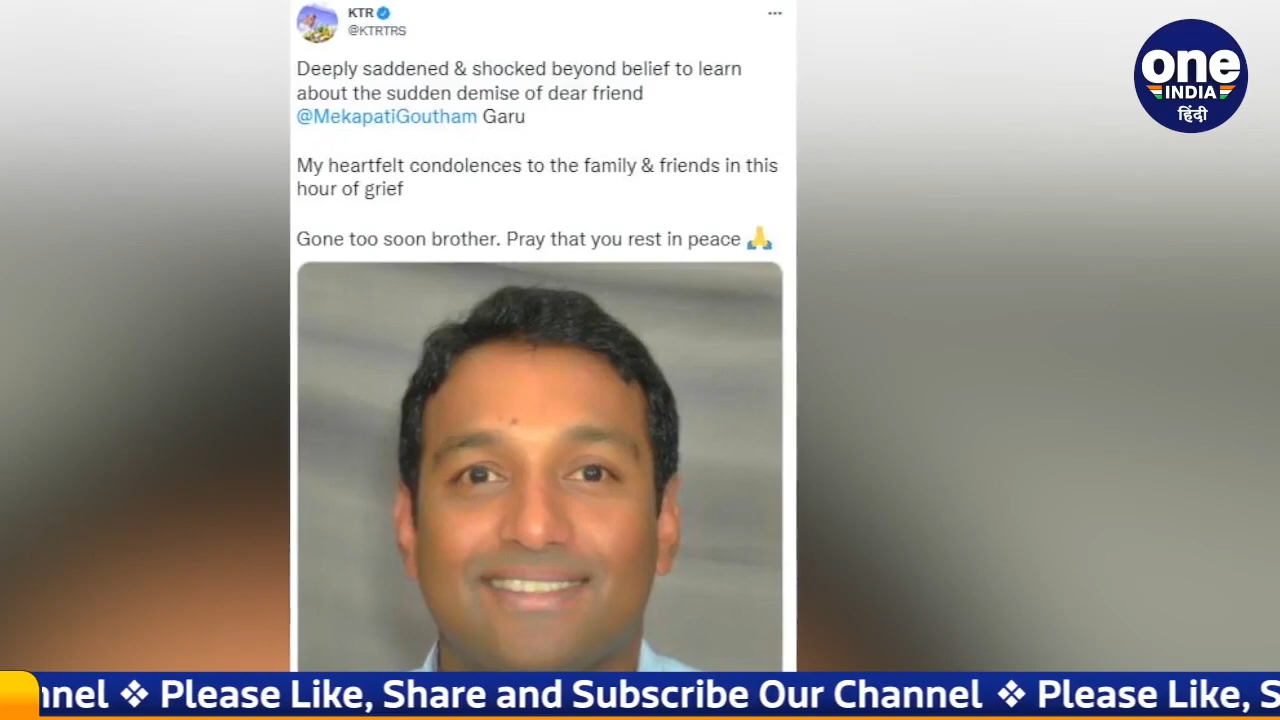 KTR
@KTRTRS
Deeply saddened & shocked beyond belief to learn
about the sudden demise of dear friend
@MekapatiGoutham Garu
My heartfelt condolences to the family & friends in this
hour of grief
Gone too soon brother. Pray that you rest in peace 🙏
one
INDIA
हिंदी
nnel ❖ Please Like, Share and Subscribe Our Channel ❖ Please Like, S